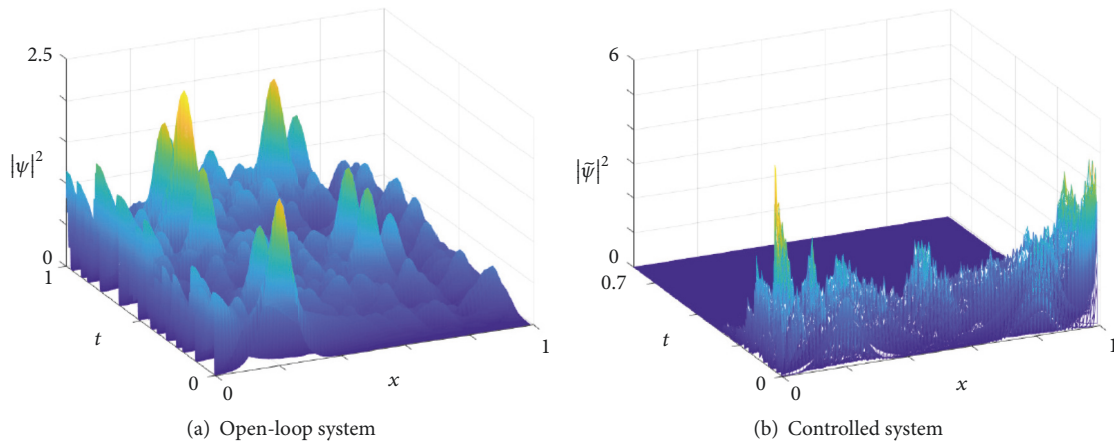 2.5
|ψ|²
0
1
t
0
0
x
1
(a) Open-loop system
6
|ψ̃|²
0
0.7
t
0
0
x
1
(b) Controlled system